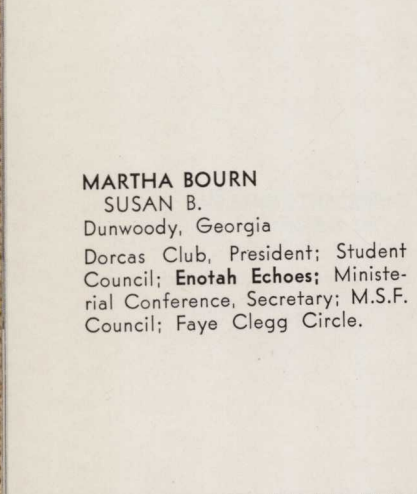 MARTHA BOURN
SUSAN B.
Dunwoody, Georgia
Dorcas Club, President; Student
Council; Enotah Echoes; Ministe-
rial Conference, Secretary; M.S.F.
Council; Faye Clegg Circle.